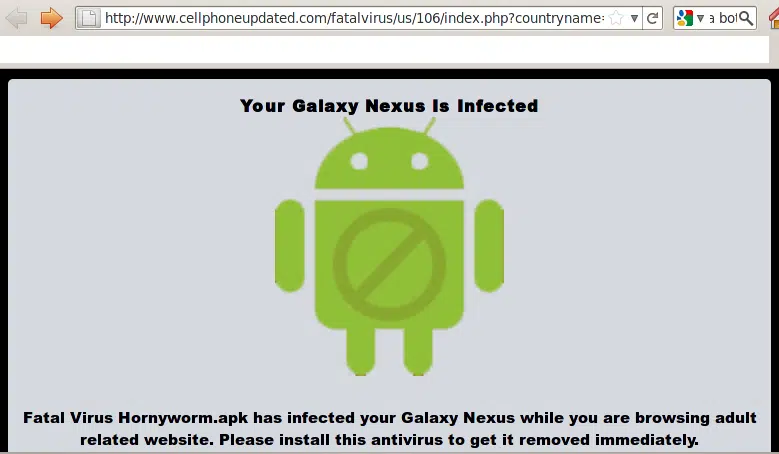 http://www.cellphoneupdated.com/fatalvirus/us/106/index.php?countryname=
Your Galaxy Nexus Is Infected
Fatal Virus Hornyworm.apk has infected your Galaxy Nexus while you are browsing adult
related website. Please install this antivirus to get it removed immediately.